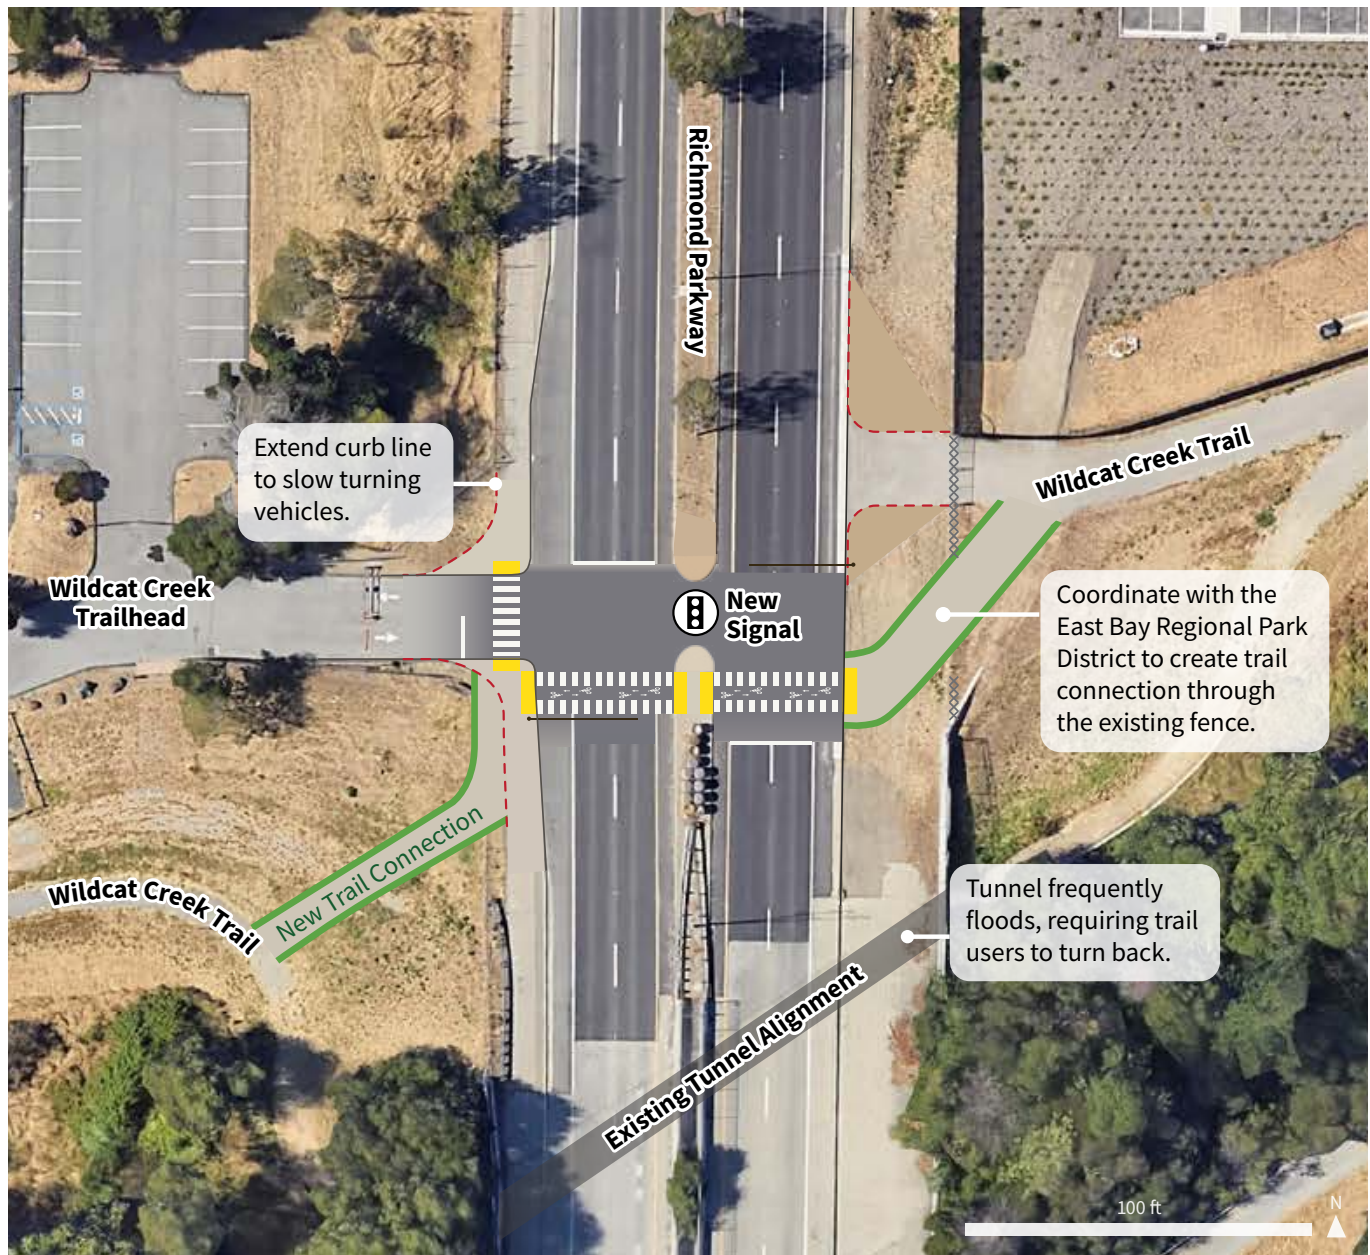 Richmond Parkway
Extend curb line
to slow turning
vehicles.
Wildcat Creek Trail
Wildcat Creek
Trailhead
New
Signal
Coordinate with the
East Bay Regional Park
District to create trail
connection through
the existing fence.
New Trail Connection
Wildcat Creek Trail
Tunnel frequently
floods, requiring trail
users to turn back.
Existing Tunnel Alignment
100 ft
N